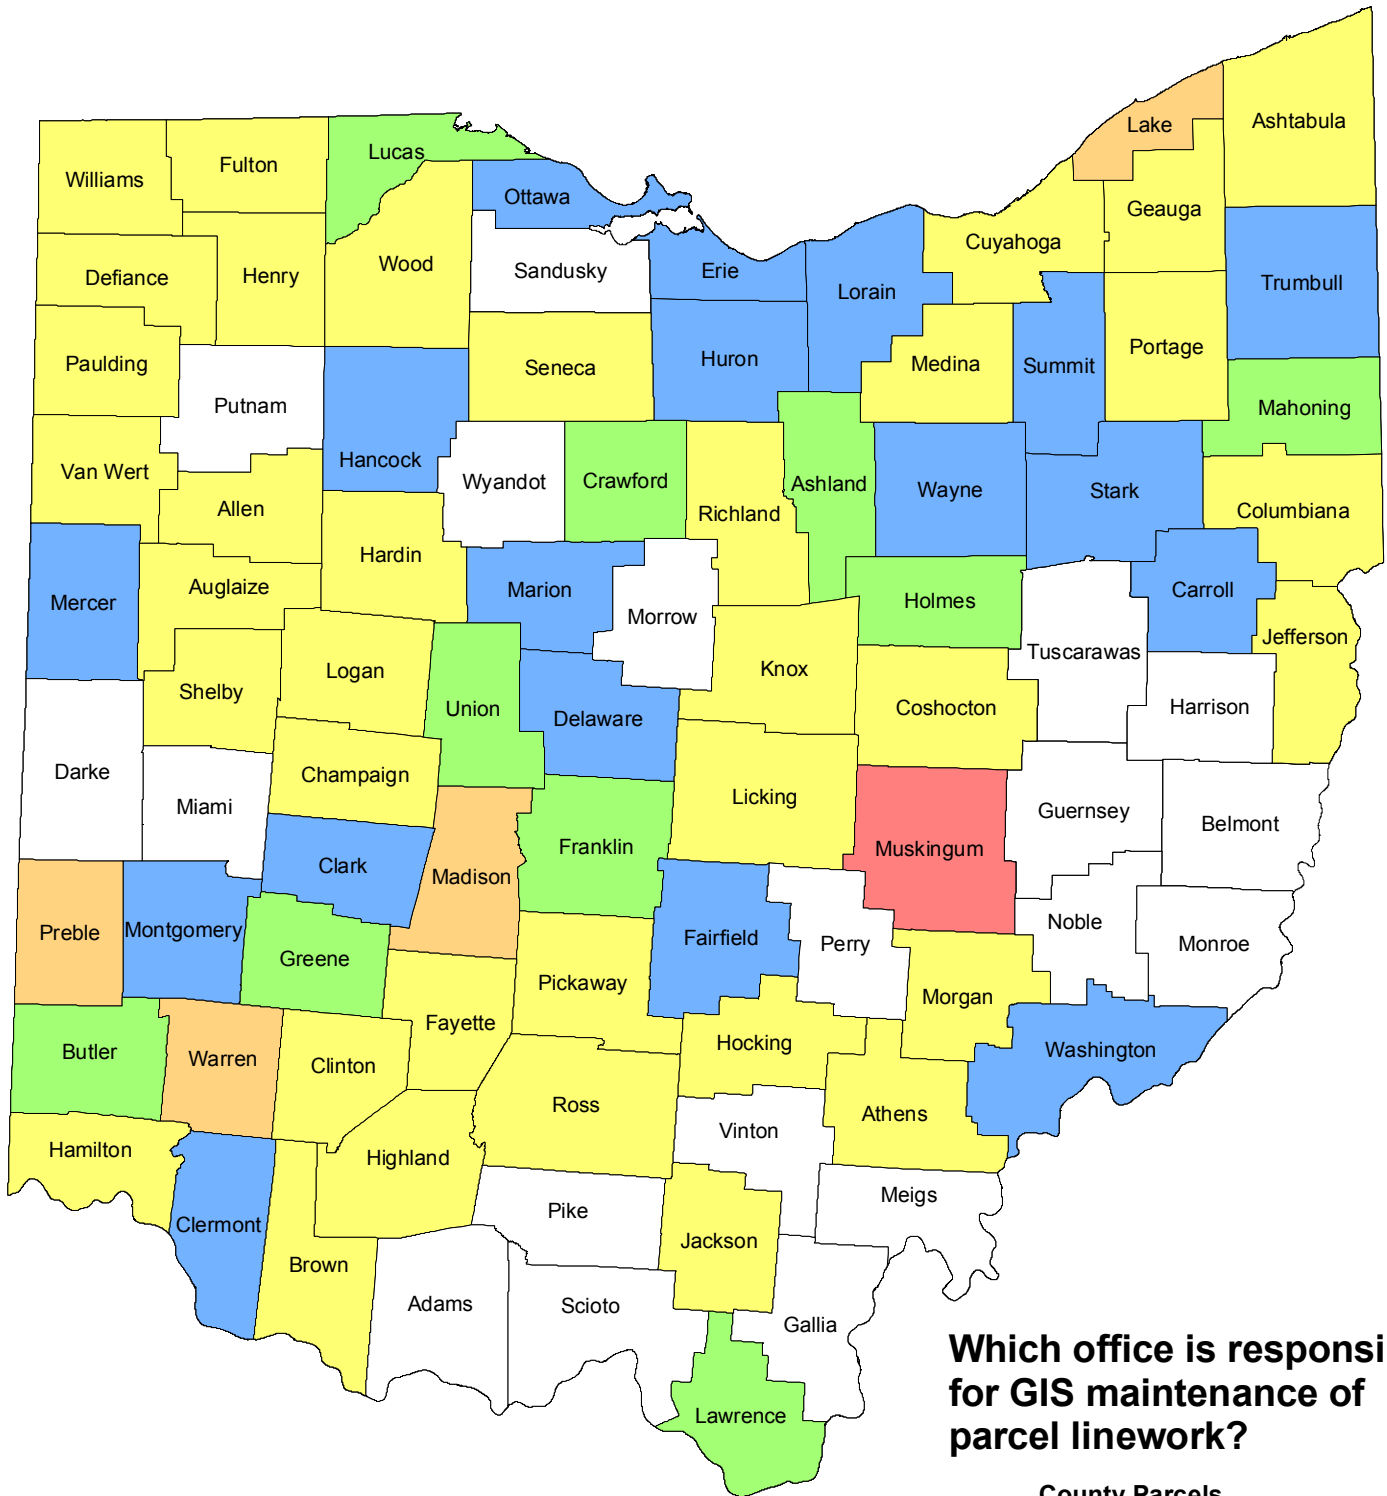 Ashtabula
Lake
Lucas
Fulton
Williams
Ottawa
Geauga
Cuyahoga
Wood
Sandusky
Erie
Henry
Defiance
Trumbull
Lorain
Medina
Portage
Huron
Summit
Seneca
Paulding
Putnam
Mahoning
Hancock
Van Wert
Wyandot
Crawford
Ashland
Wayne
Stark
Allen
Richland
Columbiana
Hardin
Auglaize
Marion
Carroll
Mercer
Holmes
Morrow
Jefferson
Tuscarawas
Logan
Knox
Shelby
Union
Delaware
Coshocton
Harrison
Darke
Champaign
Miami
Licking
Guernsey
Belmont
Franklin
Muskingum
Clark
Madison
Preble
Montgomery
Fairfield
Perry
Noble
Monroe
Greene
Pickaway
Morgan
Fayette
Hocking
Washington
Butler
Warren
Clinton
Ross
Athens
Vinton
Hamilton
Highland
Meigs
Pike
Clermont
Jackson
Brown
Adams
Scioto
Gallia
Lawrence
Which office is responsi
for GIS maintenance of
parcel linework?
County Parcels